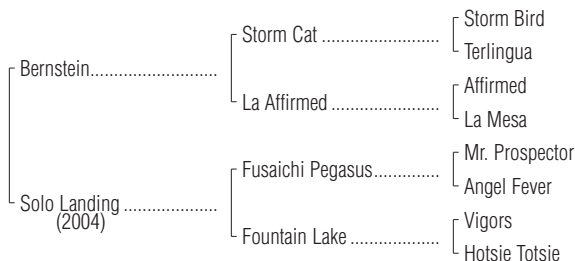 Storm Bird
Storm Cat ........................
Terlingua
Bernstein..........................
Affirmed
La Affirmed ......................
La Mesa
Mr. Prospector
Fusaichi Pegasus.............
Angel Fever
Solo Landing ...................
(2004)
Vigors
Fountain Lake ..................
Hotsie Totsie